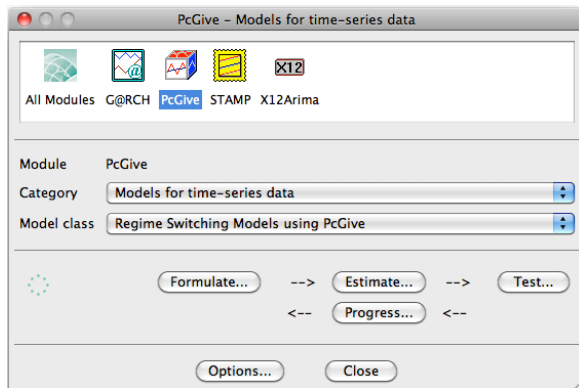 PcGive - Models for time-series data
X12
All Modules G@RCH PcGive STAMP X12Arima
Module PcGive
Category Models for time-series data
Model class Regime Switching Models using PcGive
Formulate... --> Estimate... --> Test...
<-- Progress... <--
Options... Close